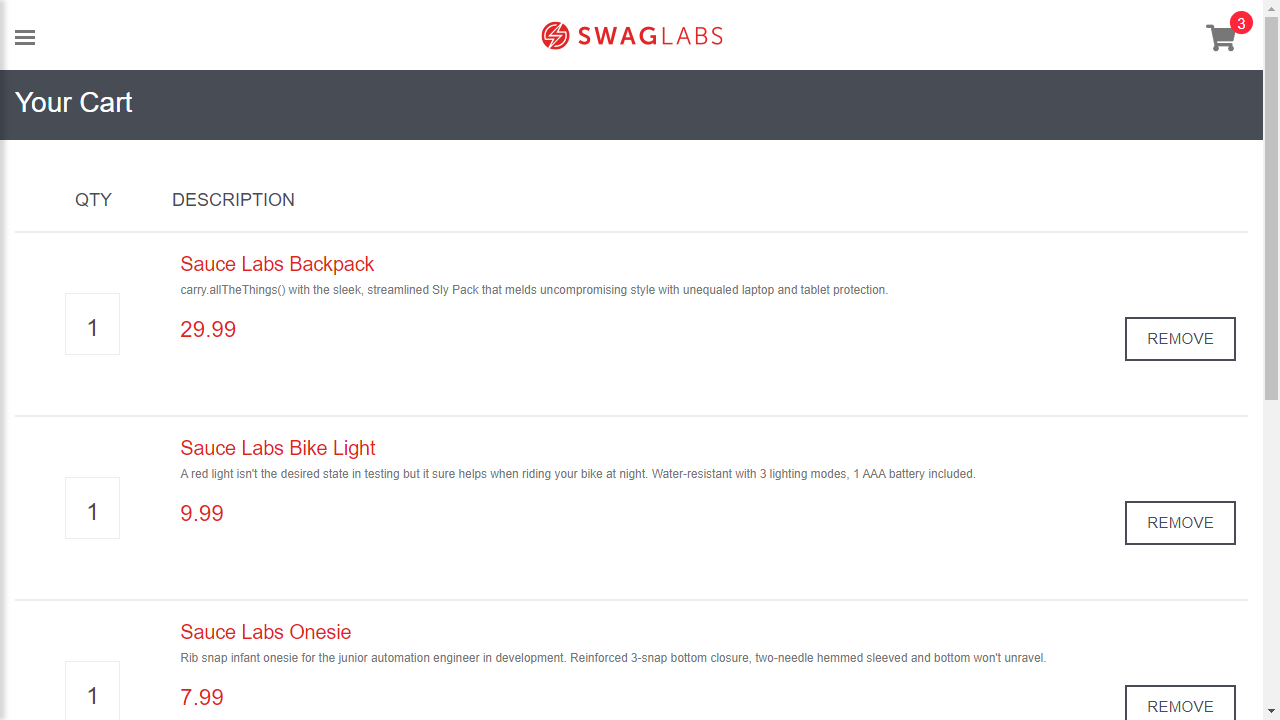 SWAGLABS
3
Your Cart
QTY DESCRIPTION
Sauce Labs Backpack
carry.allTheThings() with the sleek, streamlined Sly Pack that melds uncompromising style with unequaled laptop and tablet protection.
1
29.99
REMOVE
Sauce Labs Bike Light
A red light isn't the desired state in testing but it sure helps when riding your bike at night. Water-resistant with 3 lighting modes, 1 AAA battery included.
1
9.99
REMOVE
Sauce Labs Onesie
Rib snap infant onesie for the junior automation engineer in development. Reinforced 3-snap bottom closure, two-needle hemmed sleeved and bottom won't unravel.
1
7.99
REMOVE